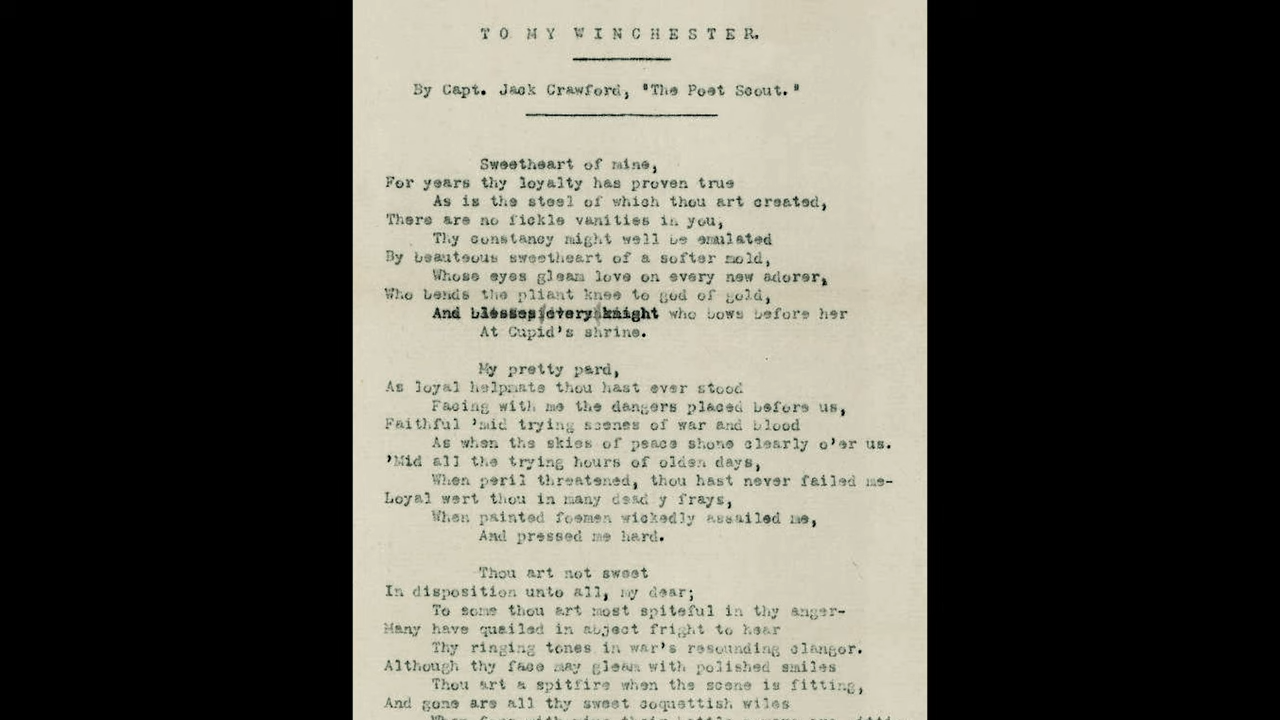 TO MY WINCHESTER.
By Capt. Jack Crawford, "The Poet Scout."
Sweetheart of mine,
For years thy loyalty has proven true
As is the steel of which thou art created,
There are no fickle vanities in you,
Thy constancy might well be emulated
By beauteous sweetheart of a softer mold,
Whose eyes gleam love on every new adorer,
Who bends the pliant knee to god of gold,
And blesses every knight who bows before her
At Cupid's shrine.
My pretty pard,
As loyal helpmate thou hast ever stood
Facing with me the dangers placed before us,
Faithful 'mid trying scenes of war and blood
As when the skies of peace shone clearly o'er us.
'Mid all the trying hours of olden days,
When peril threatened, thou hast never failed me-
Loyal wert thou in many dead y frays,
When painted foemen wickedly assailed me,
And pressed me hard.
Thou art not sweet
In disposition unto all, my dear;
To some thou art most spiteful in thy anger-
Many have quailed in abject fright to hear
Thy ringing tones in war's resounding clangor.
Although thy face may gleam with polished smiles
Thou art a spitfire when the scene is fitting,
And gone are all thy sweet coquettish wiles